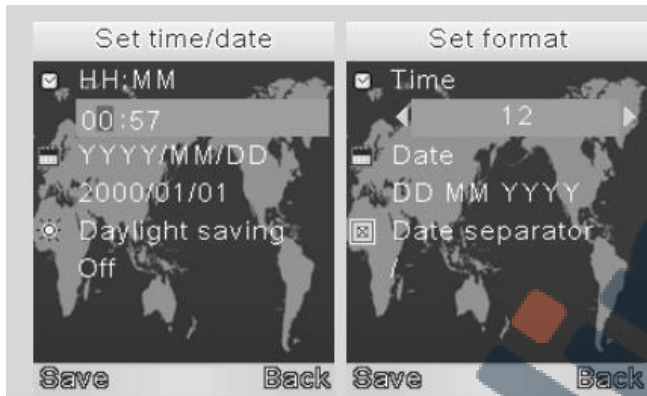 Set time/date
HH:MM
00:57
YYYY/MM/DD
2000/01/01
Daylight saving
Off
Save Back
Set format
Time
12
Date
DD MM YYYY
Date separator
/
Save Back